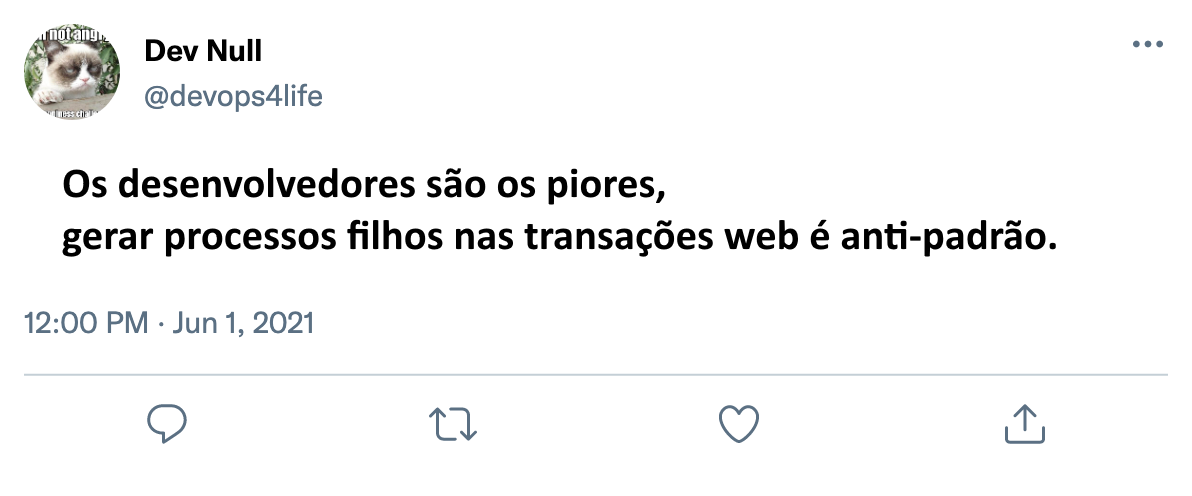 Dev Null
@devops4life
Os desenvolvedores são os piores,
gerar processos filhos nas transações web é anti-padrão.
12:00 PM · Jun 1, 2021